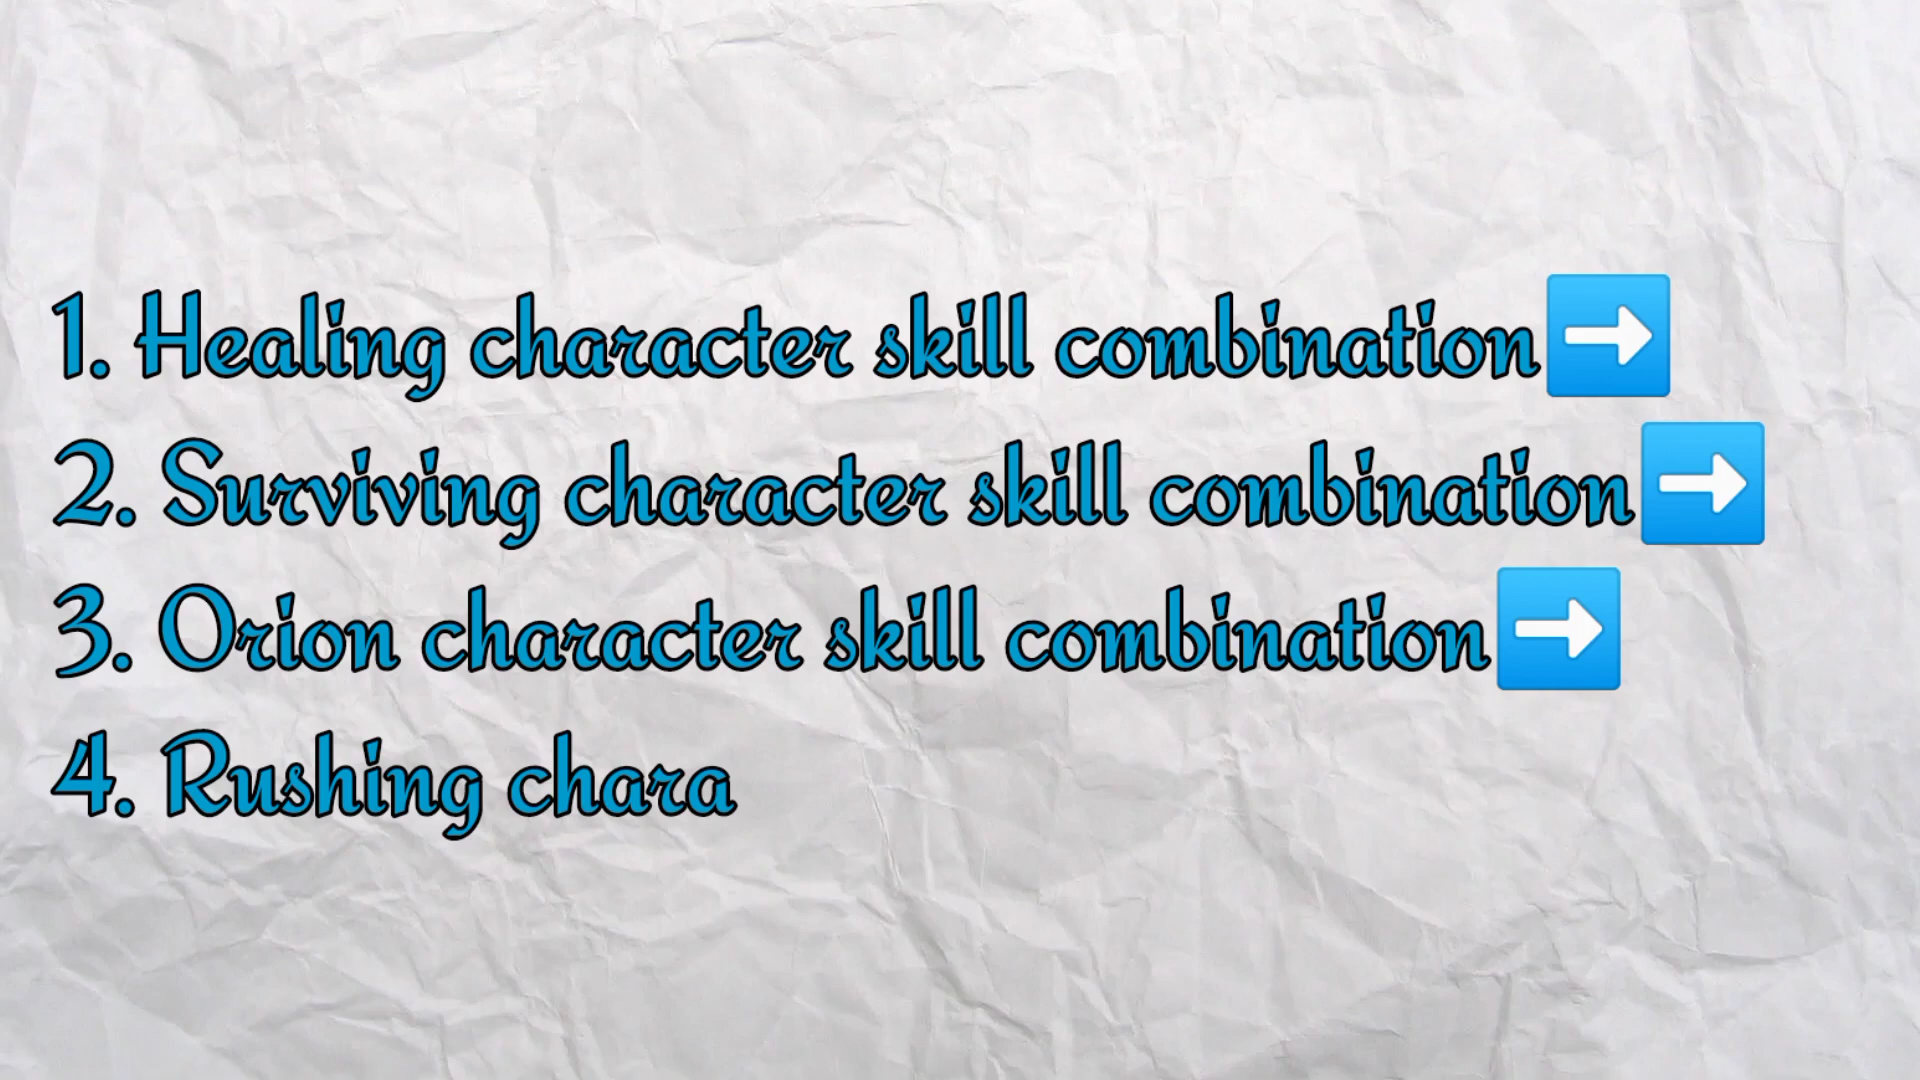 1. Healing character skill combination➡️
2. Surviving character skill combination➡️
3. Orion character skill combination➡️
4. Rushing chara